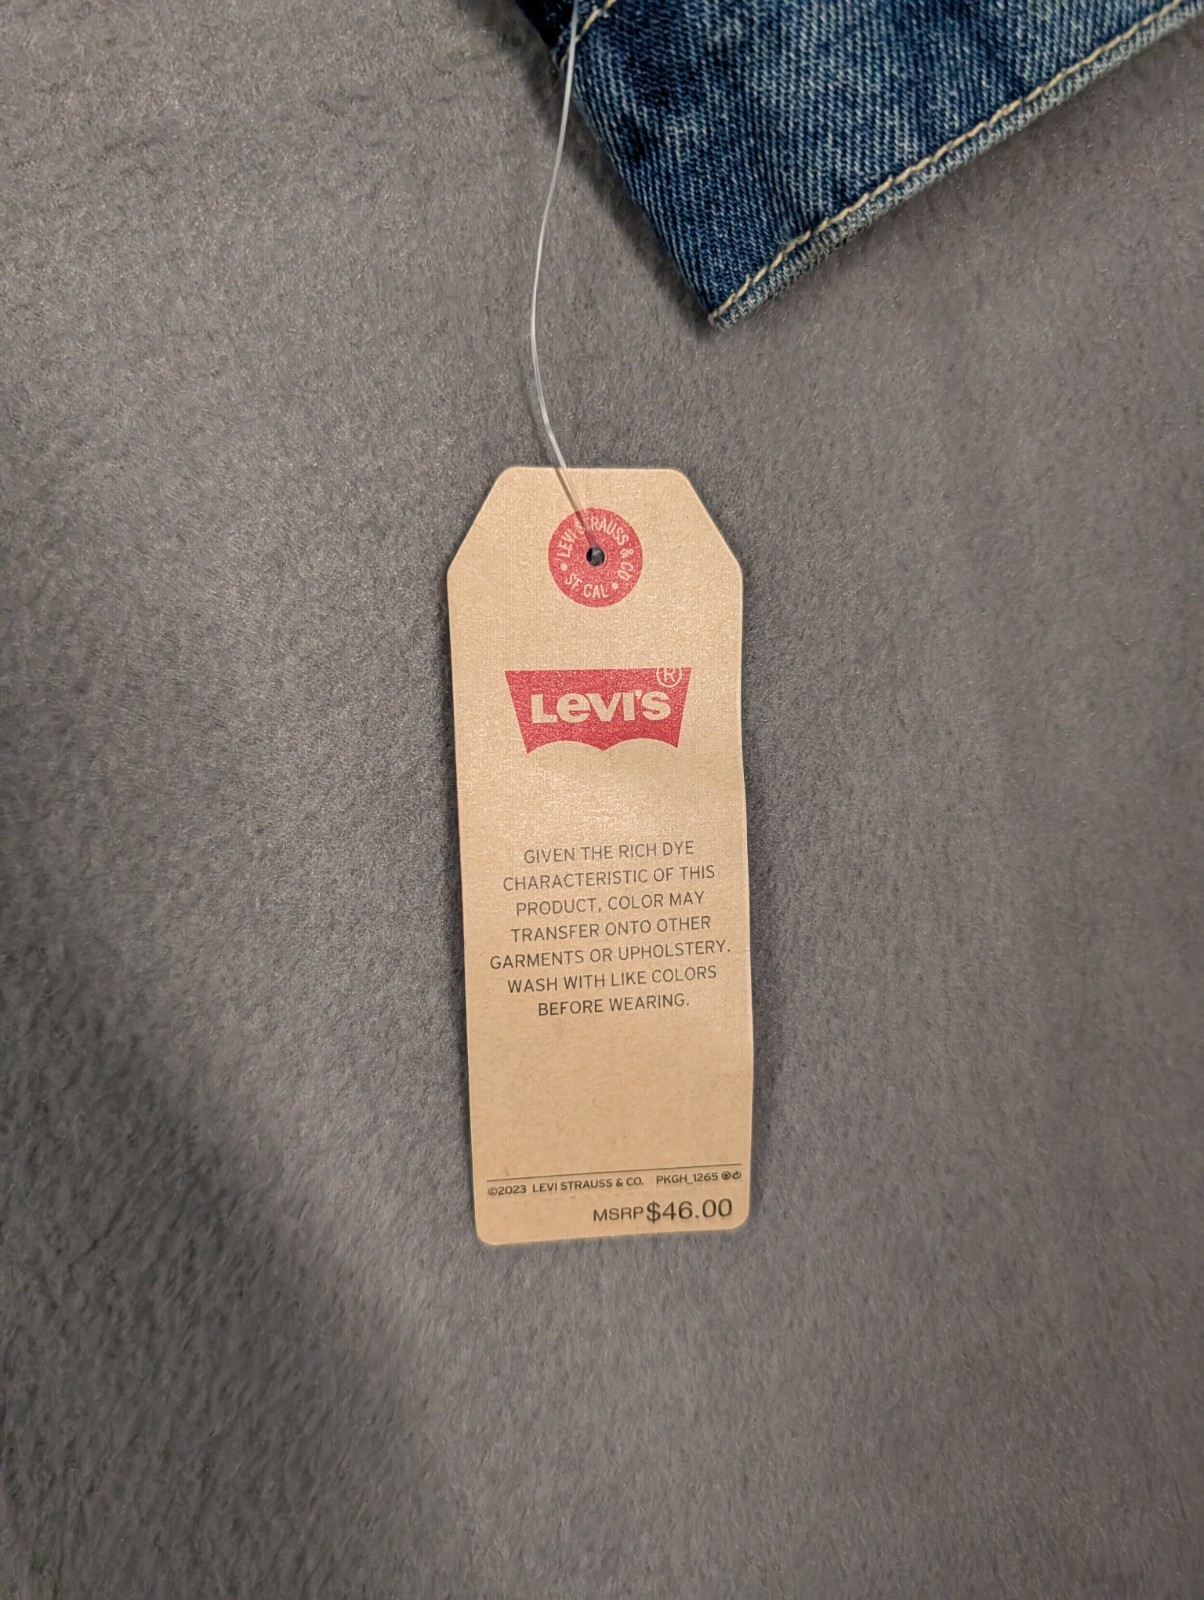 LEVI STRAUSS & CO
• SF CAL •
LEVI'S®
GIVEN THE RICH DYE
CHARACTERISTIC OF THIS
PRODUCT, COLOR MAY
TRANSFER ONTO OTHER
GARMENTS OR UPHOLSTERY.
WASH WITH LIKE COLORS
BEFORE WEARING.
©2023 LEVI STRAUSS & CO. PKGH_1265
MSRP $46.00